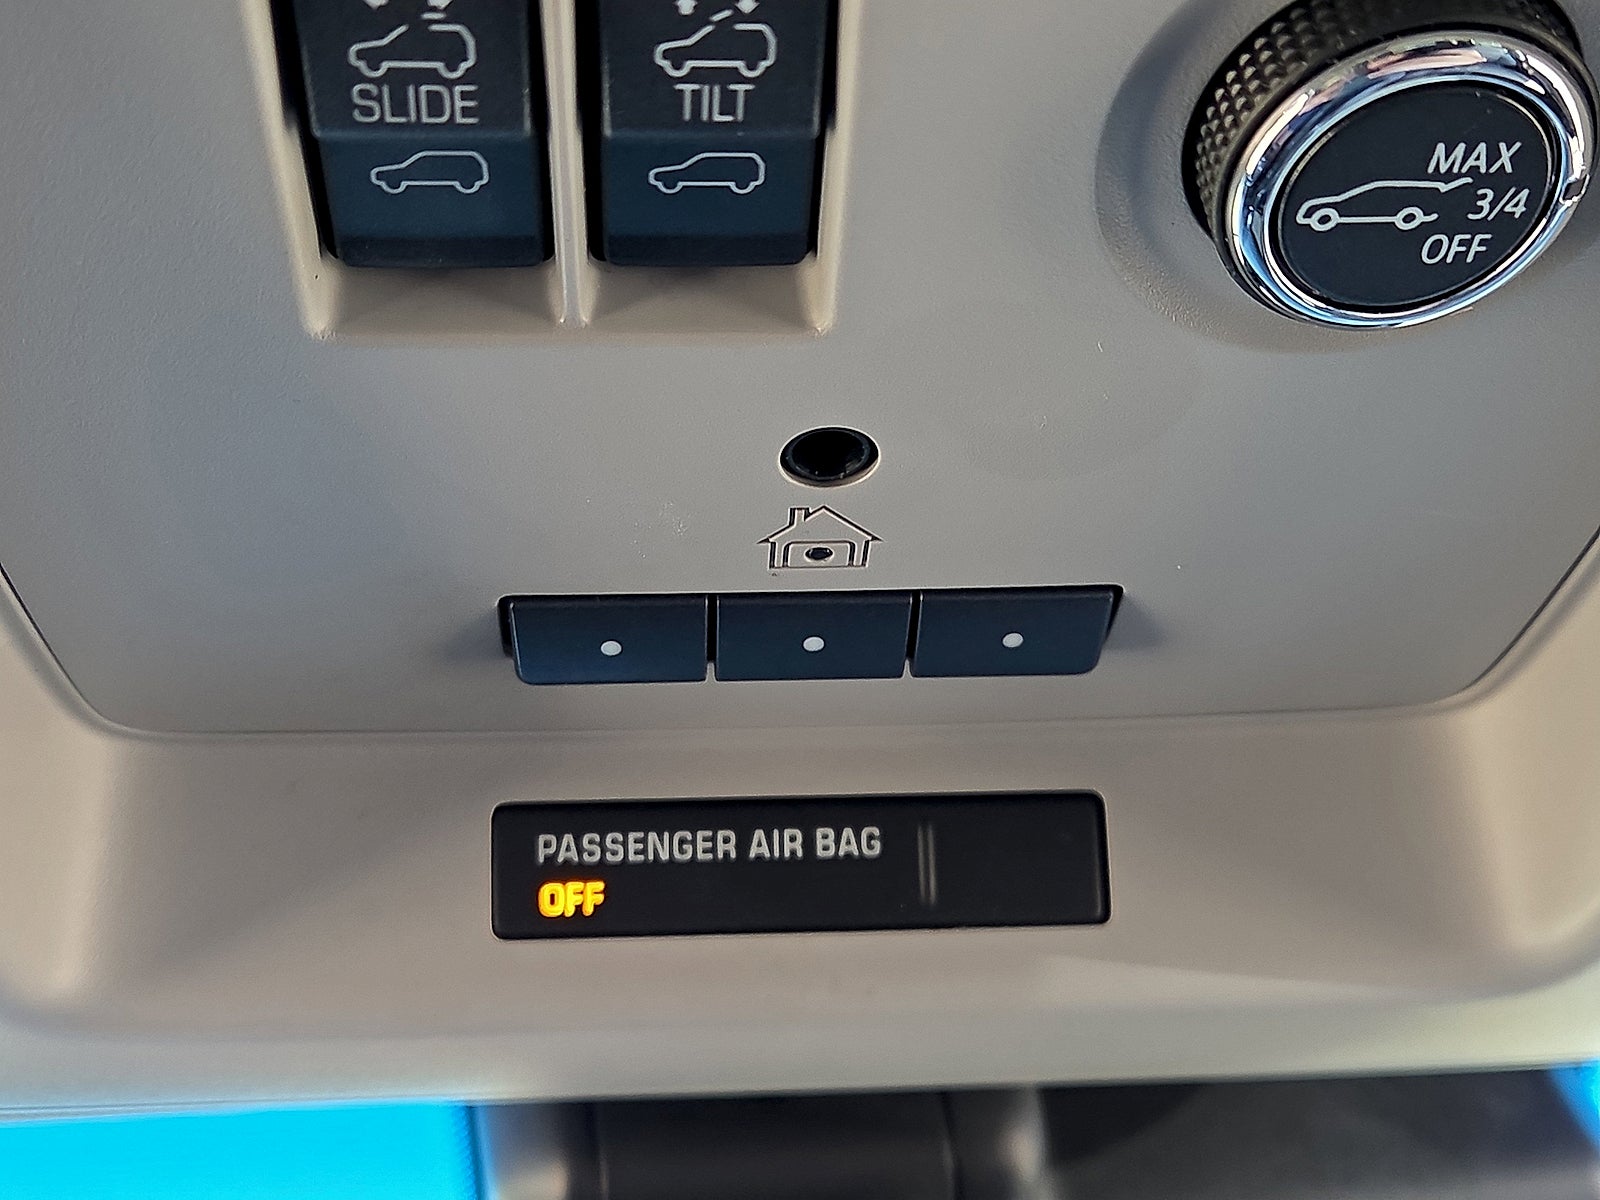 SLIDE
TILT
MAX
3/4
OFF
PASSENGER AIR BAG
OFF